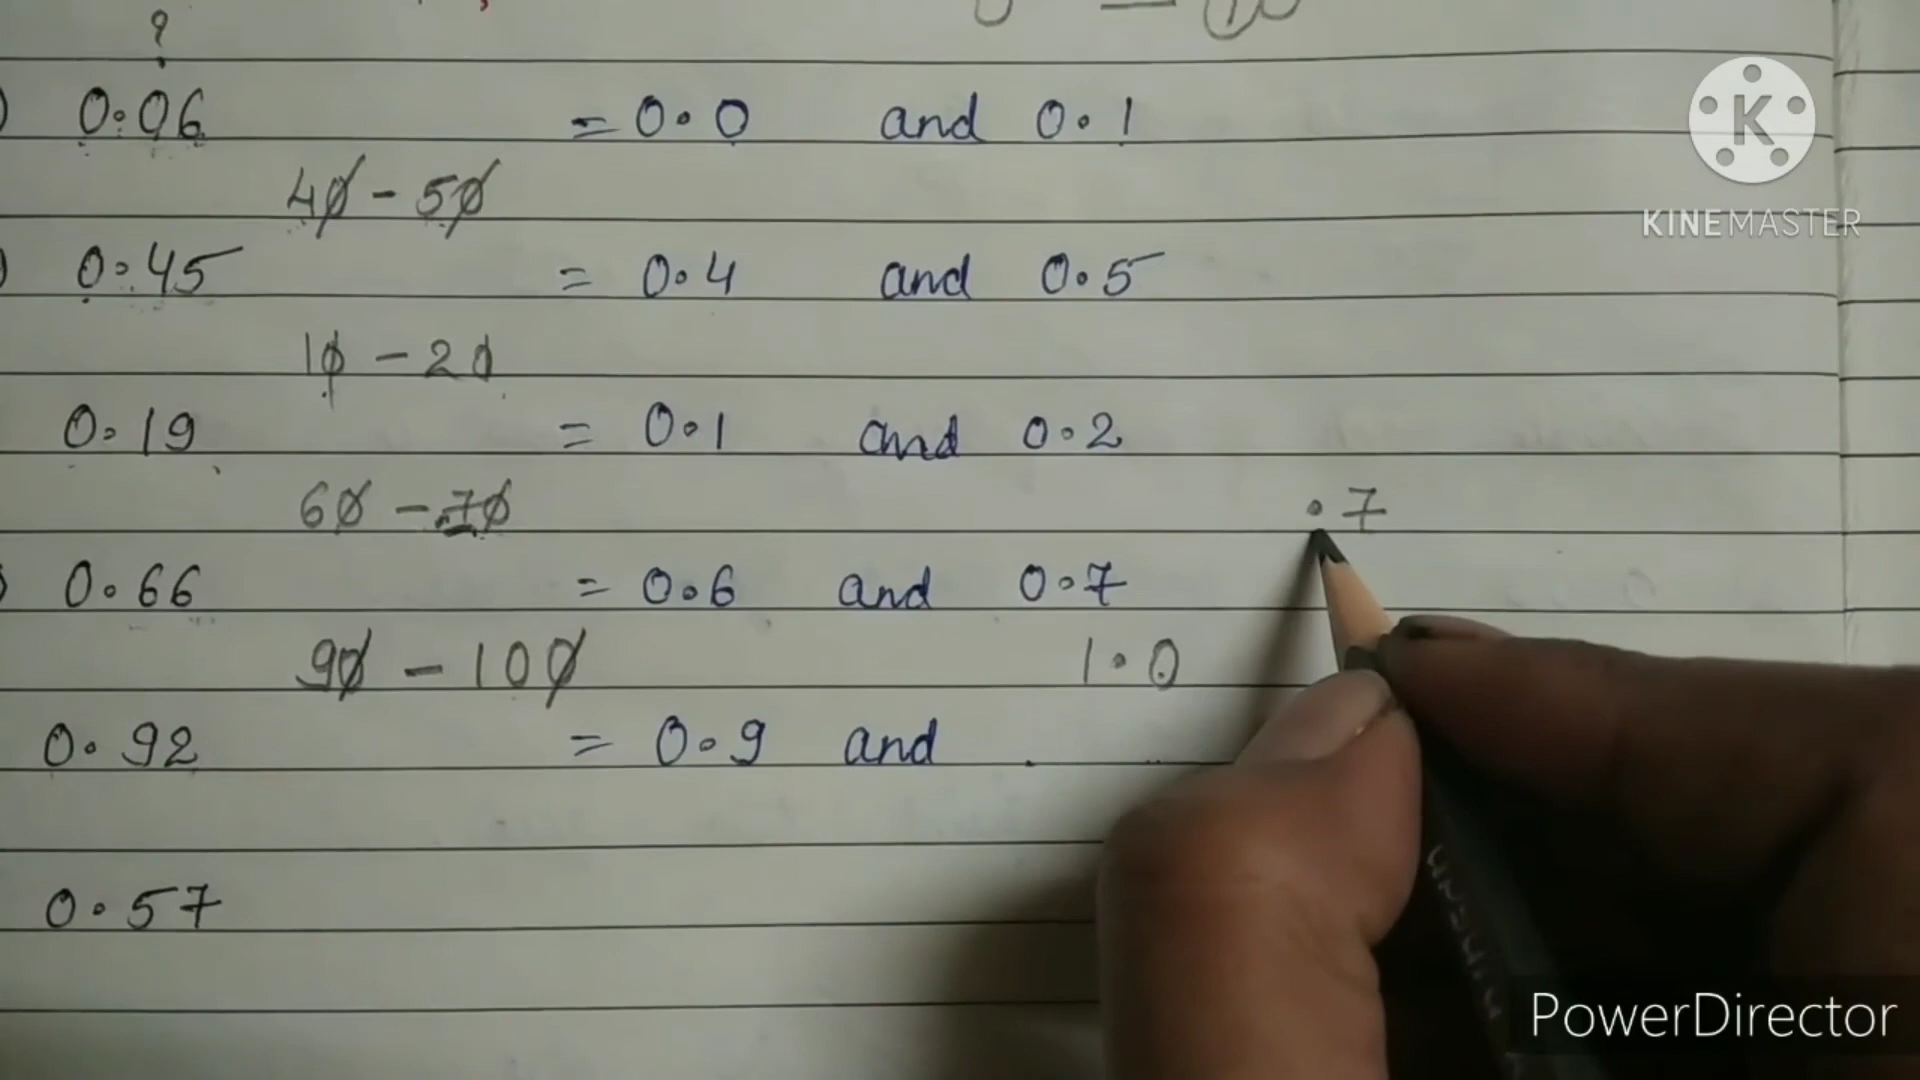 ?
0.06 = 0.0 and 0.1
40 - 50
0.45 = 0.4 and 0.5
10 - 20
0.19 = 0.1 and 0.2
60 - 70 .7
0.66 = 0.6 and 0.7
90 - 100 1.0
0.92 = 0.9 and
0.57
K
KINEMASTER
PowerDirector